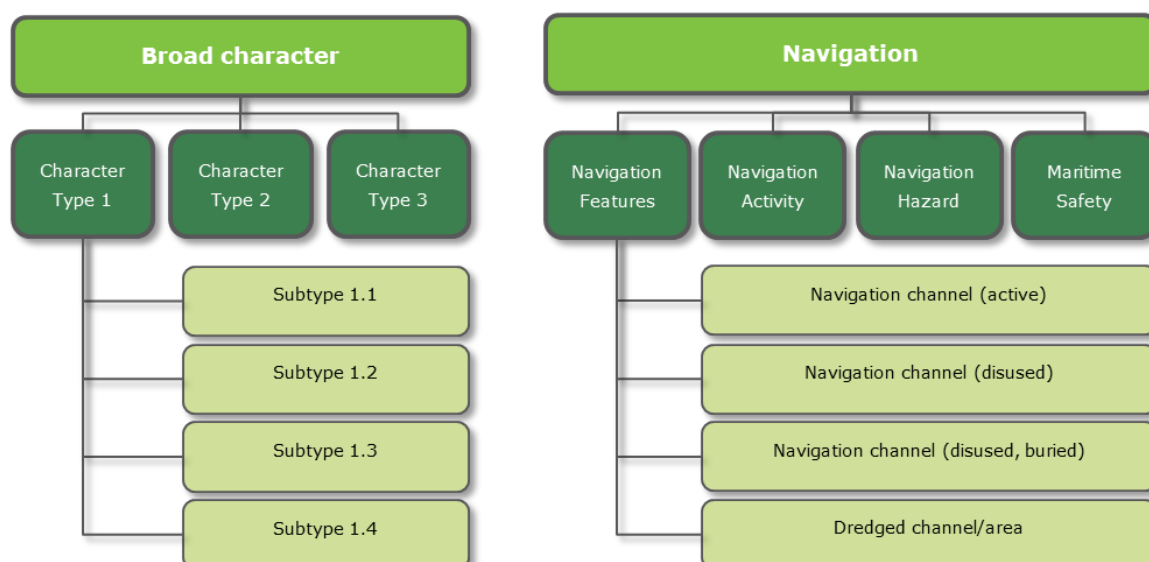 Broad character
Character
Type 1
Character
Type 2
Character
Type 3
Subtype 1.1
Subtype 1.2
Subtype 1.3
Subtype 1.4
Navigation
Navigation
Features
Navigation
Activity
Navigation
Hazard
Maritime
Safety
Navigation channel (active)
Navigation channel (disused)
Navigation channel (disused, buried)
Dredged channel/area